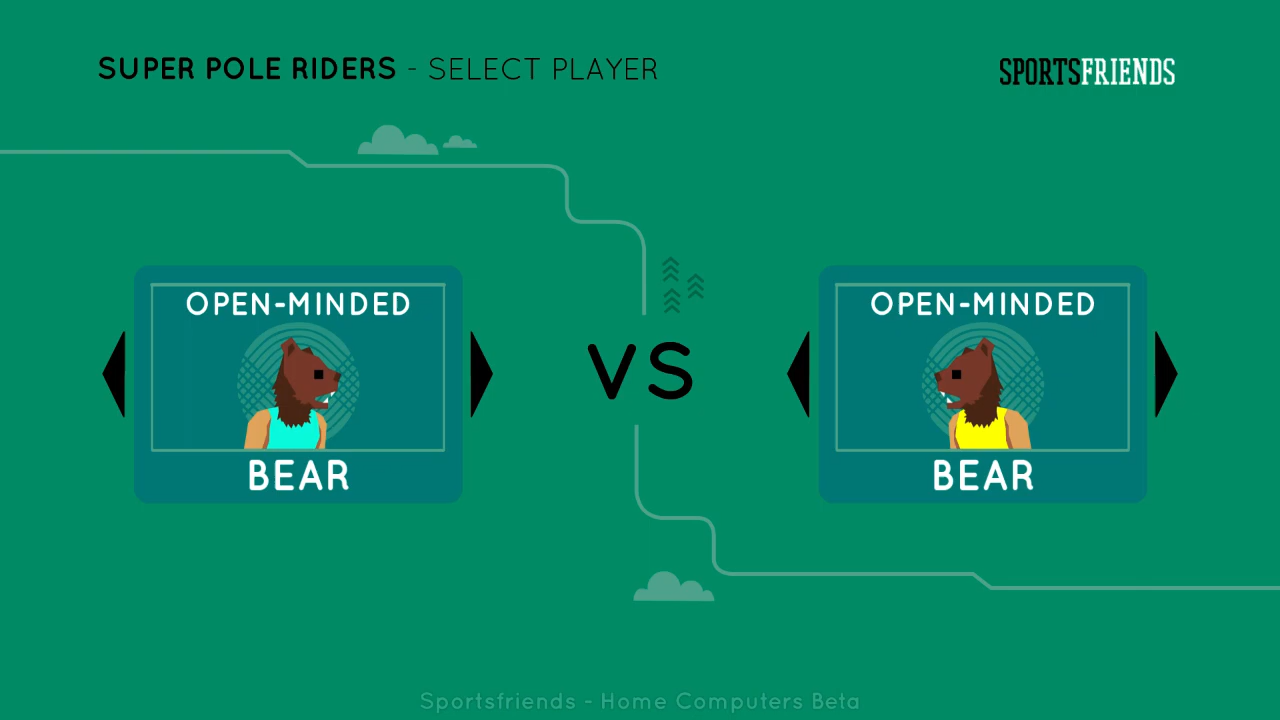 SUPER POLE RIDERS - SELECT PLAYER
SPORTSFRIENDS
OPEN-MINDED
BEAR
VS
OPEN-MINDED
BEAR
Sportsfriends - Home Computers Beta